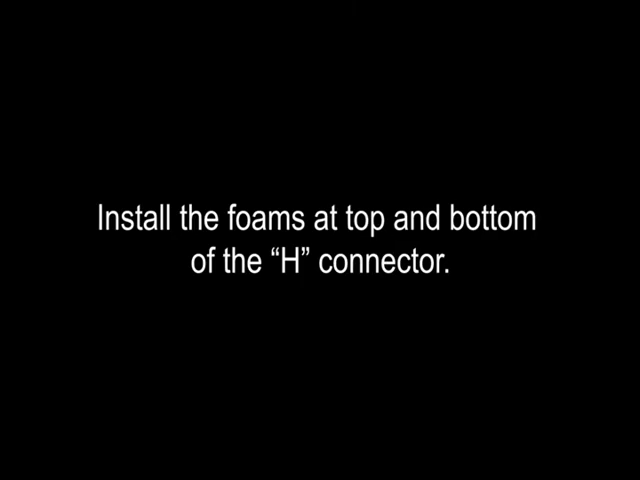 Install the foams at top and bottom
of the “H” connector.